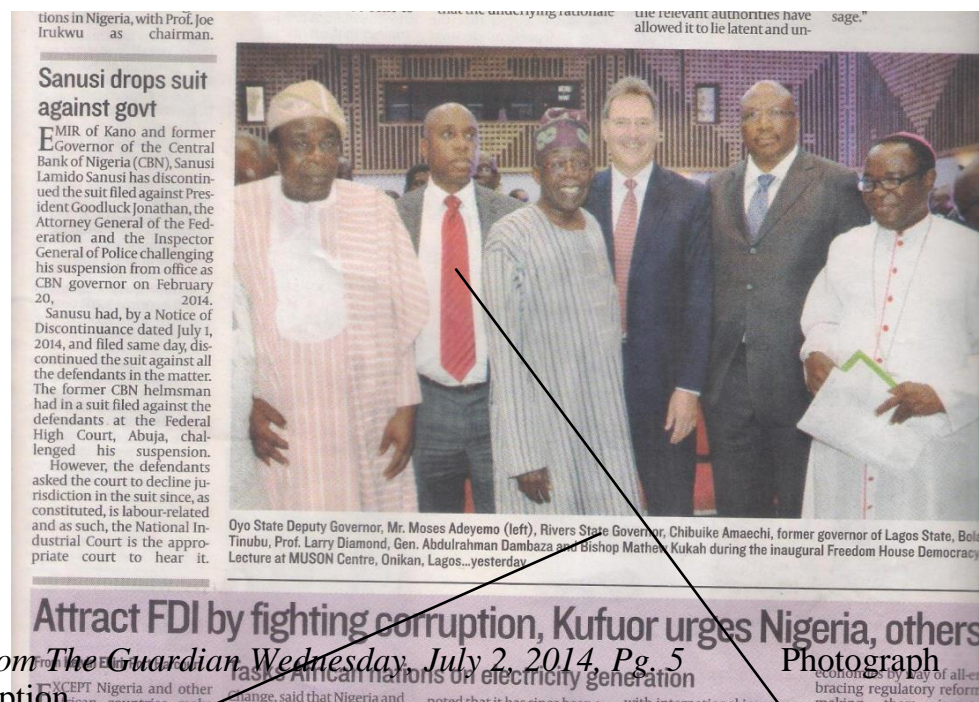 tions in Nigeria, with Prof. Joe
Irukwu as chairman.
that the underlying rationale
the relevant authorities have
allowed it to lie latent and un-
sage."
Sanusi drops suit
against govt
EMIR of Kano and former
Governor of the Central
Bank of Nigeria (CBN), Sanusi
Lamido Sanusi has discontin-
ued the suit filed against Pres-
ident Goodluck Jonathan, the
Attorney General of the Fed-
eration and the Inspector
General of Police challenging
his suspension from office as
CBN governor on February
20, 2014.
Sanusu had, by a Notice of
Discontinuance dated July 1,
2014, and filed same day, dis-
continued the suit against all
the defendants in the matter.
The former CBN helmsman
had in a suit filed against the
defendants at the Federal
High Court, Abuja, chal-
lenged his suspension.
However, the defendants
asked the court to decline ju-
risdiction in the suit since, as
constituted, is labour-related
and as such, the National In-
dustrial Court is the appro-
priate court to hear it.
Oyo State Deputy Governor, Mr. Moses Adeyemo (left), Rivers State Governor, Chibuike Amaechi, former governor of Lagos State, Bola
Tinubu, Prof. Larry Diamond, Gen. Abdulrahman Dambaza and Bishop Mathew Kukah during the inaugural Freedom House Democracy
Lecture at MUSON Centre, Onikan, Lagos...yesterday
Attract FDI by fighting corruption, Kufuor urges Nigeria, others
om The Guardian Wednesday, July 2, 2014, Pg. 5 Photograph
ption
Tasks African nations on electricity generation
EXCEPT Nigeria and other
change, said that Nigeria and
economies by way of all-em
bracing regulatory reform